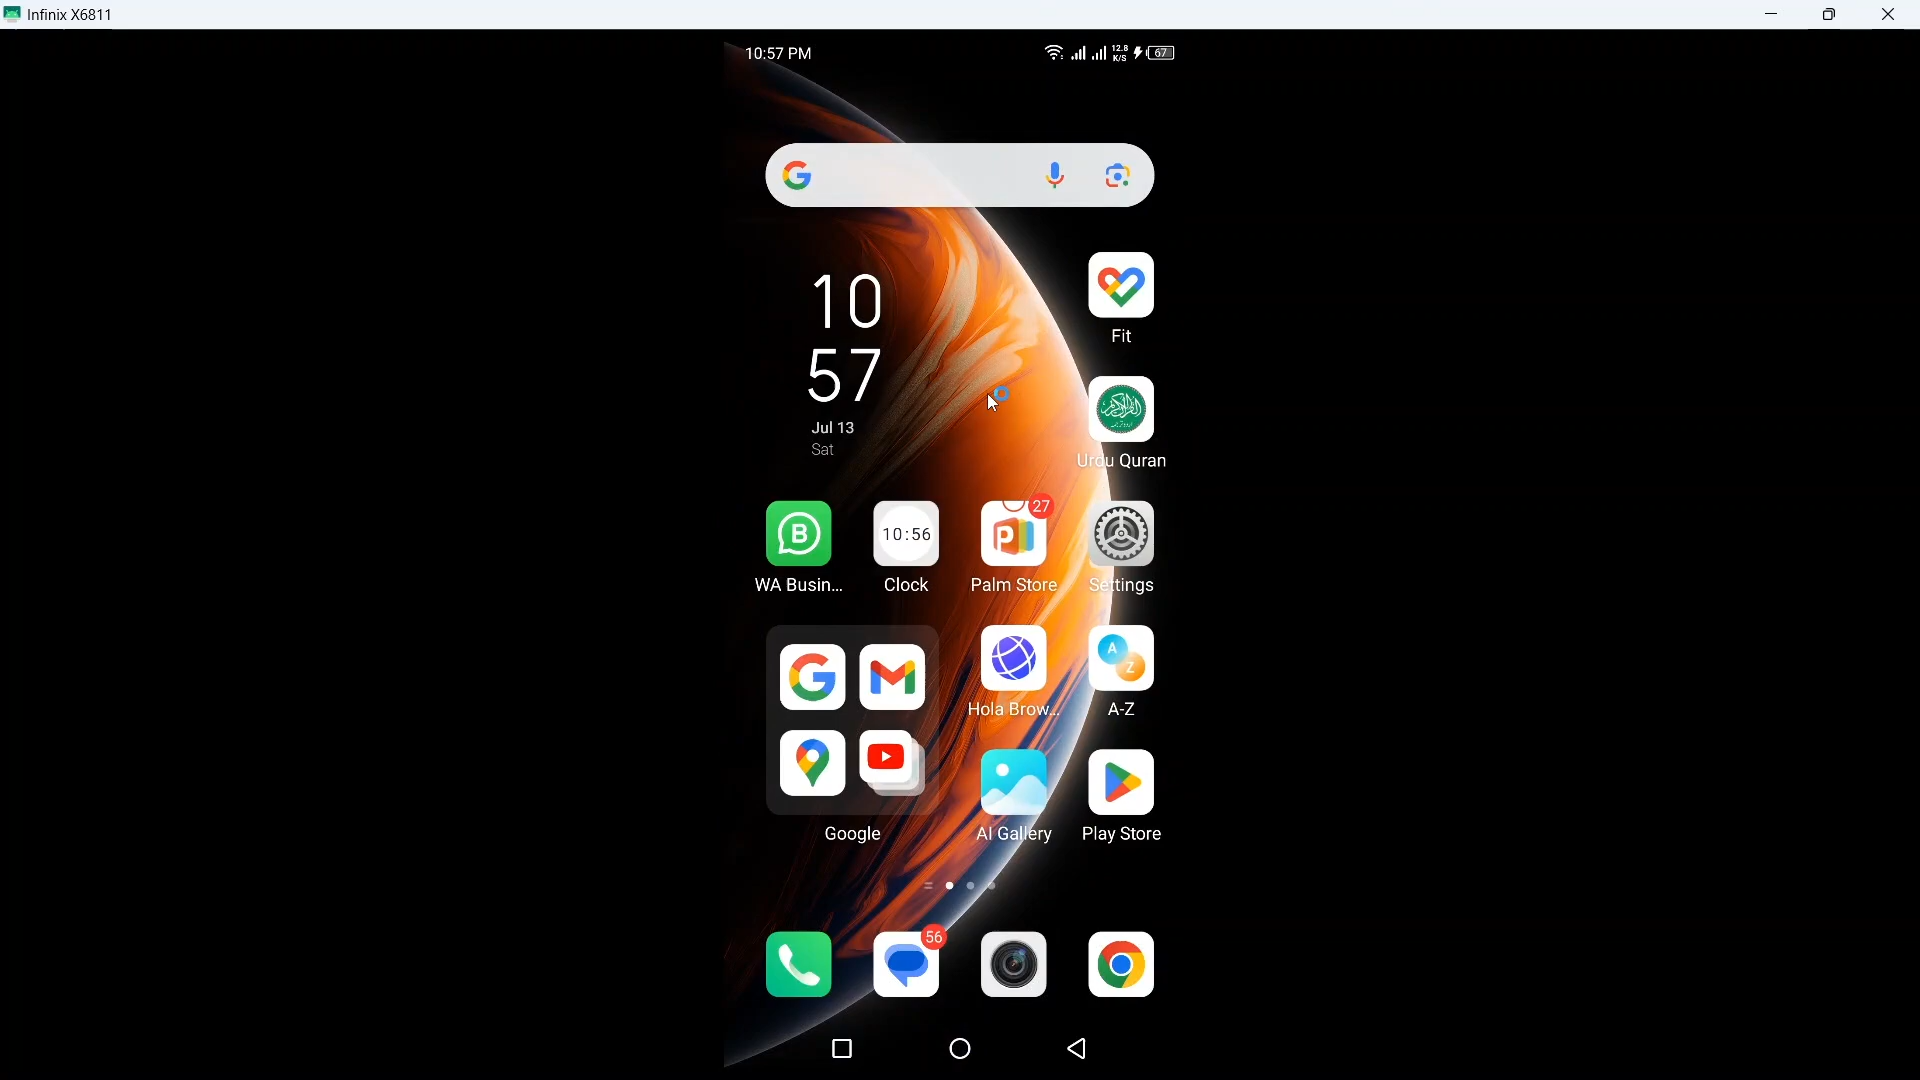 Infinix X6811
10:57 PM
12.8
K/S
67
10
57
Jul 13
Sat
Fit
Urdu Quran
27
B
10:56
P
WA Busin...
Clock
Palm Store
Settings
A
Z
Hola Brow...
A-Z
Google
AI Gallery
Play Store
56